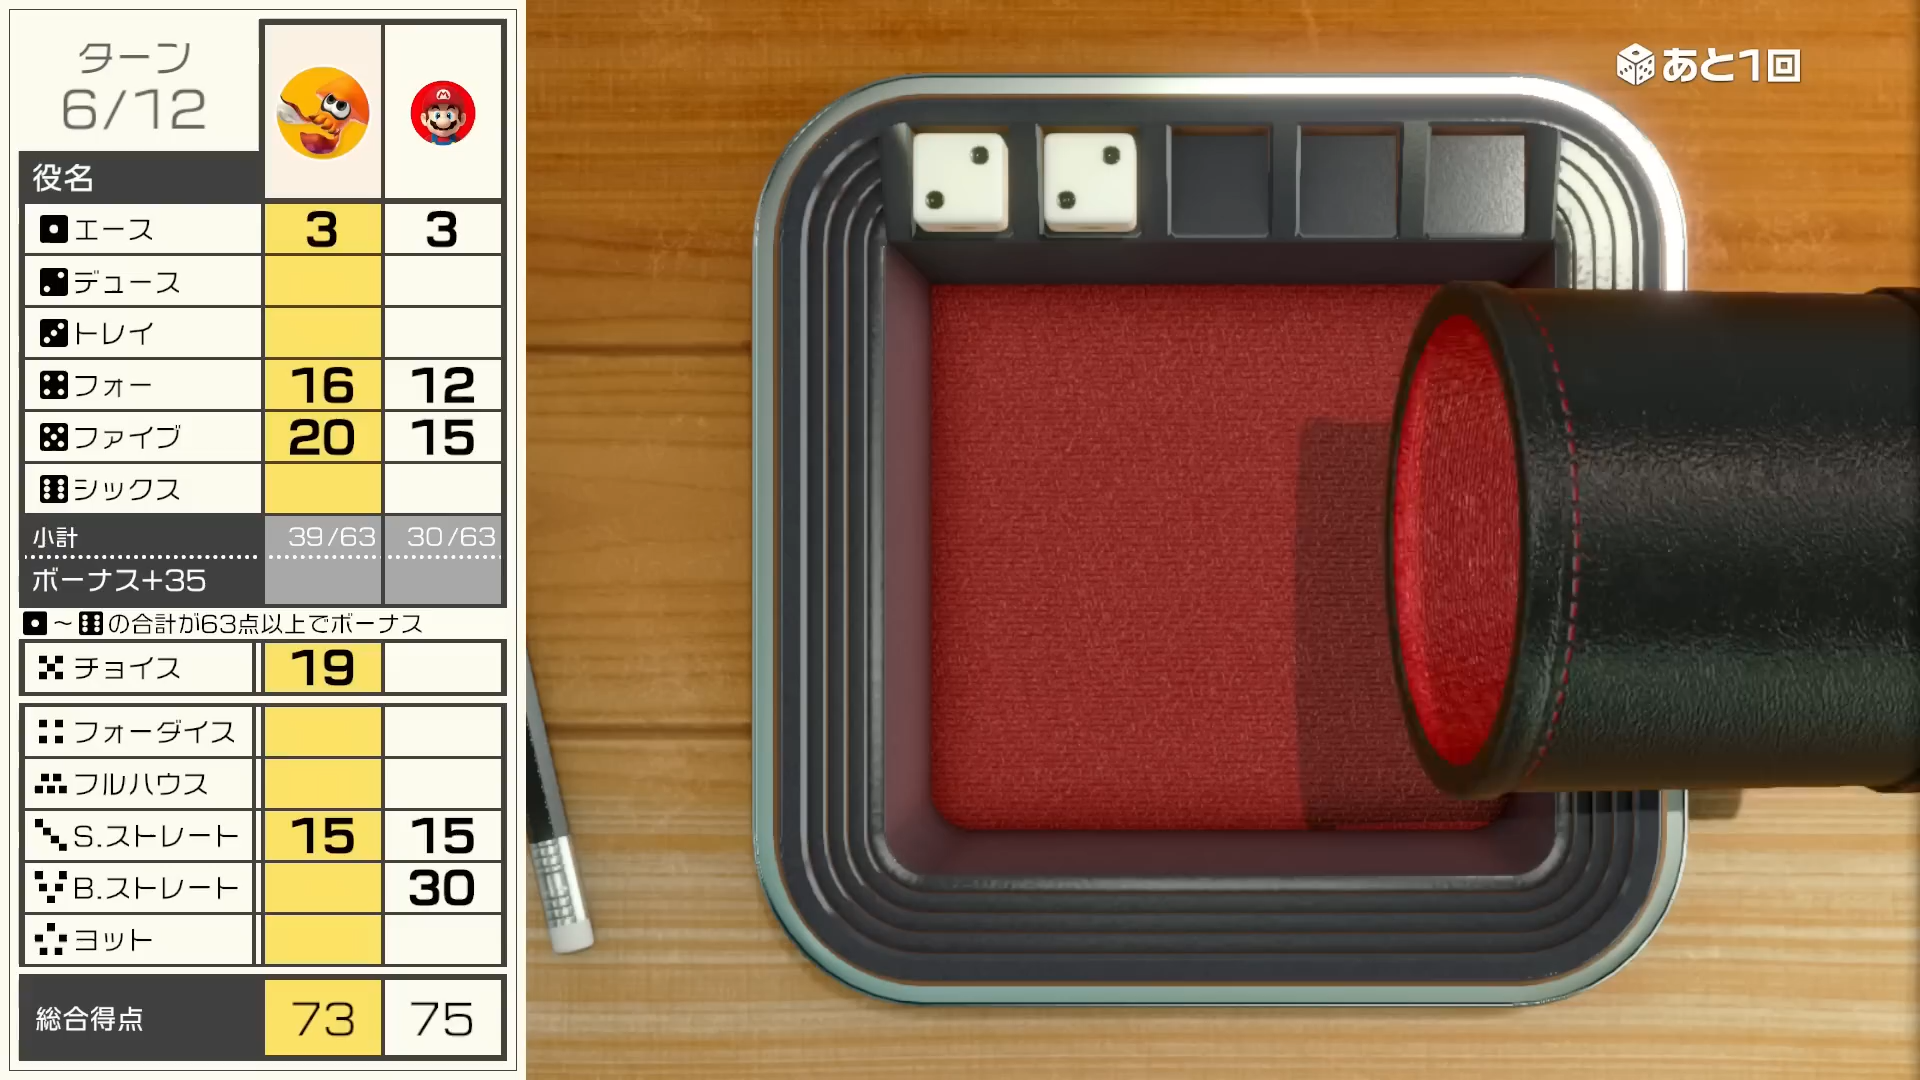 ターン
6/12
役名
エース 3 3
デュース
トレイ
フォー 16 12
ファイブ 20 15
シックス
小計 39/63 30/63
ボーナス+35
~の合計が63点以上でボーナス
チョイス 19
フォーダイス
フルハウス
S.ストレート 15 15
B.ストレート 30
ヨット
総合得点 73 75
あと1回